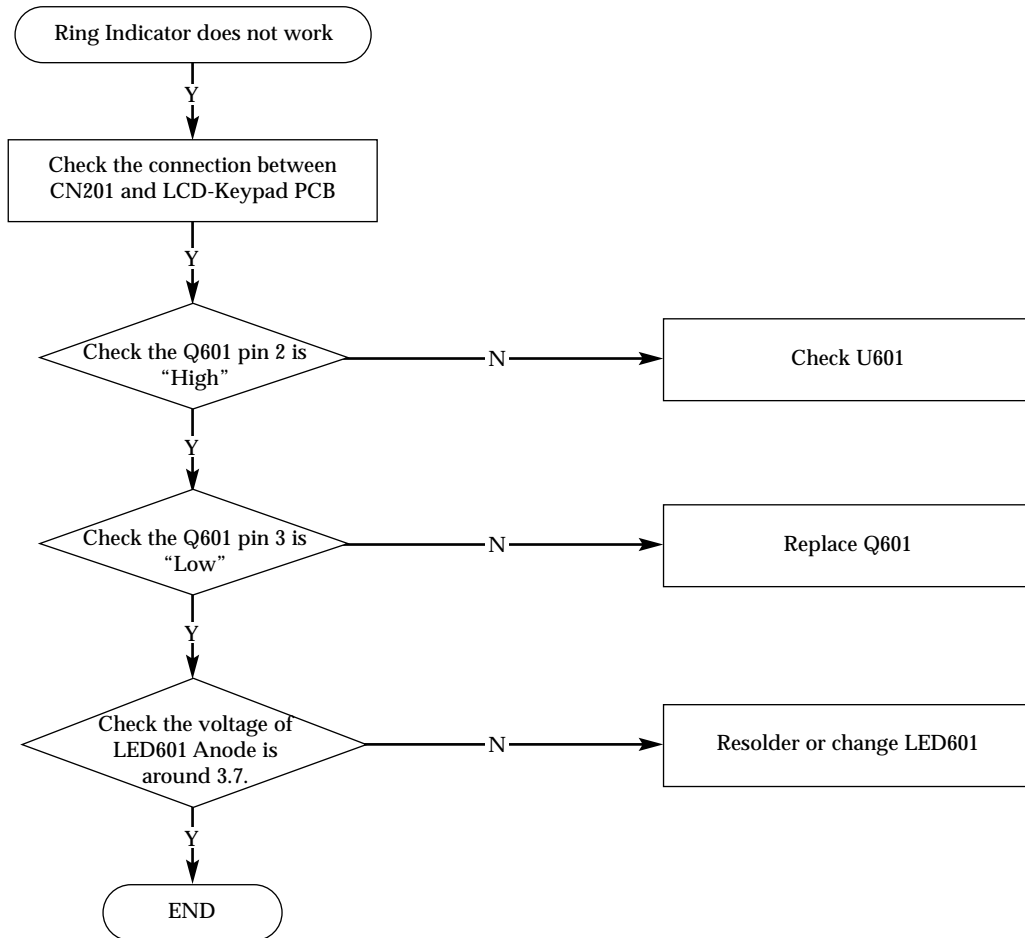 Ring Indicator does not work
Y
Check the connection between
CN201 and LCD-Keypad PCB
Y
Check the Q601 pin 2 is
“High”
N
Check U601
Y
Check the Q601 pin 3 is
“Low”
N
Replace Q601
Y
Check the voltage of
LED601 Anode is
around 3.7.
N
Resolder or change LED601
Y
END